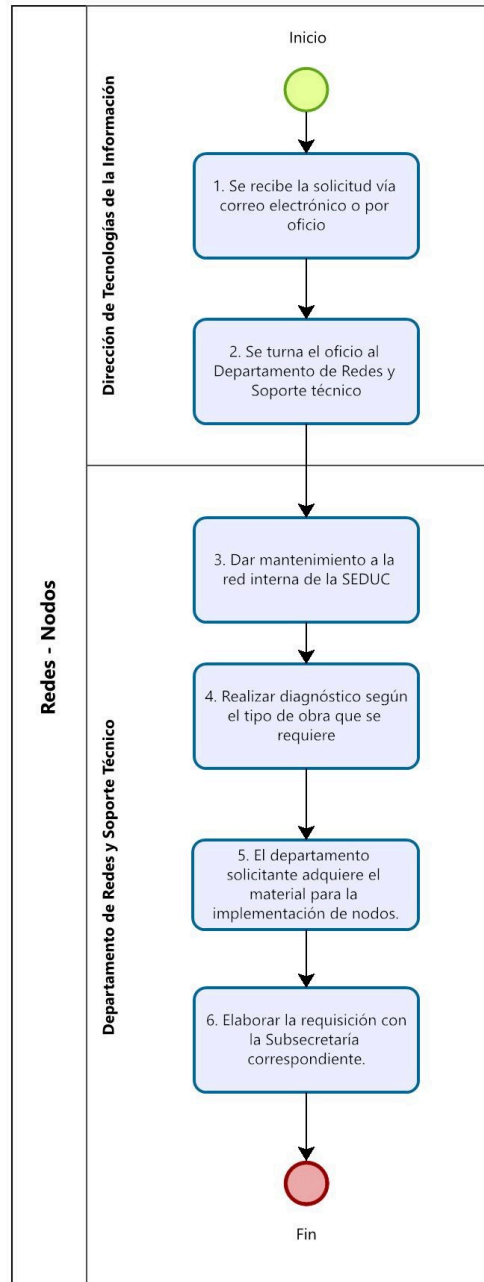 Redes - Nodos
Dirección de Tecnologías de la Información
Inicio
1. Se recibe la solicitud vía
correo electrónico o por
oficio
2. Se turna el oficio al
Departamento de Redes y
Soporte técnico
Departamento de Redes y Soporte Técnico
3. Dar mantenimiento a la
red interna de la SEDUC
4. Realizar diagnóstico según
el tipo de obra que se
requiere
5. El departamento
solicitante adquiere el
material para la
implementación de nodos.
6. Elaborar la requisición con
la Subsecretaría
correspondiente.
Fin